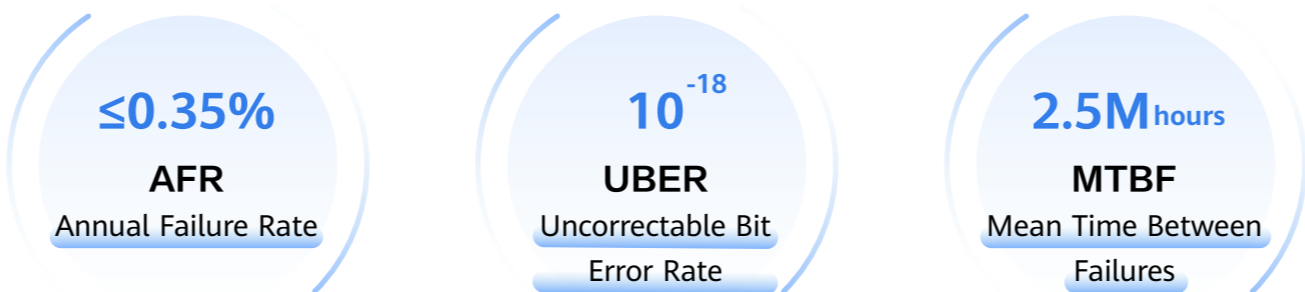 ≤0.35%
AFR
Annual Failure Rate
10^-18
UBER
Uncorrectable Bit
Error Rate
2.5M hours
MTBF
Mean Time Between
Failures